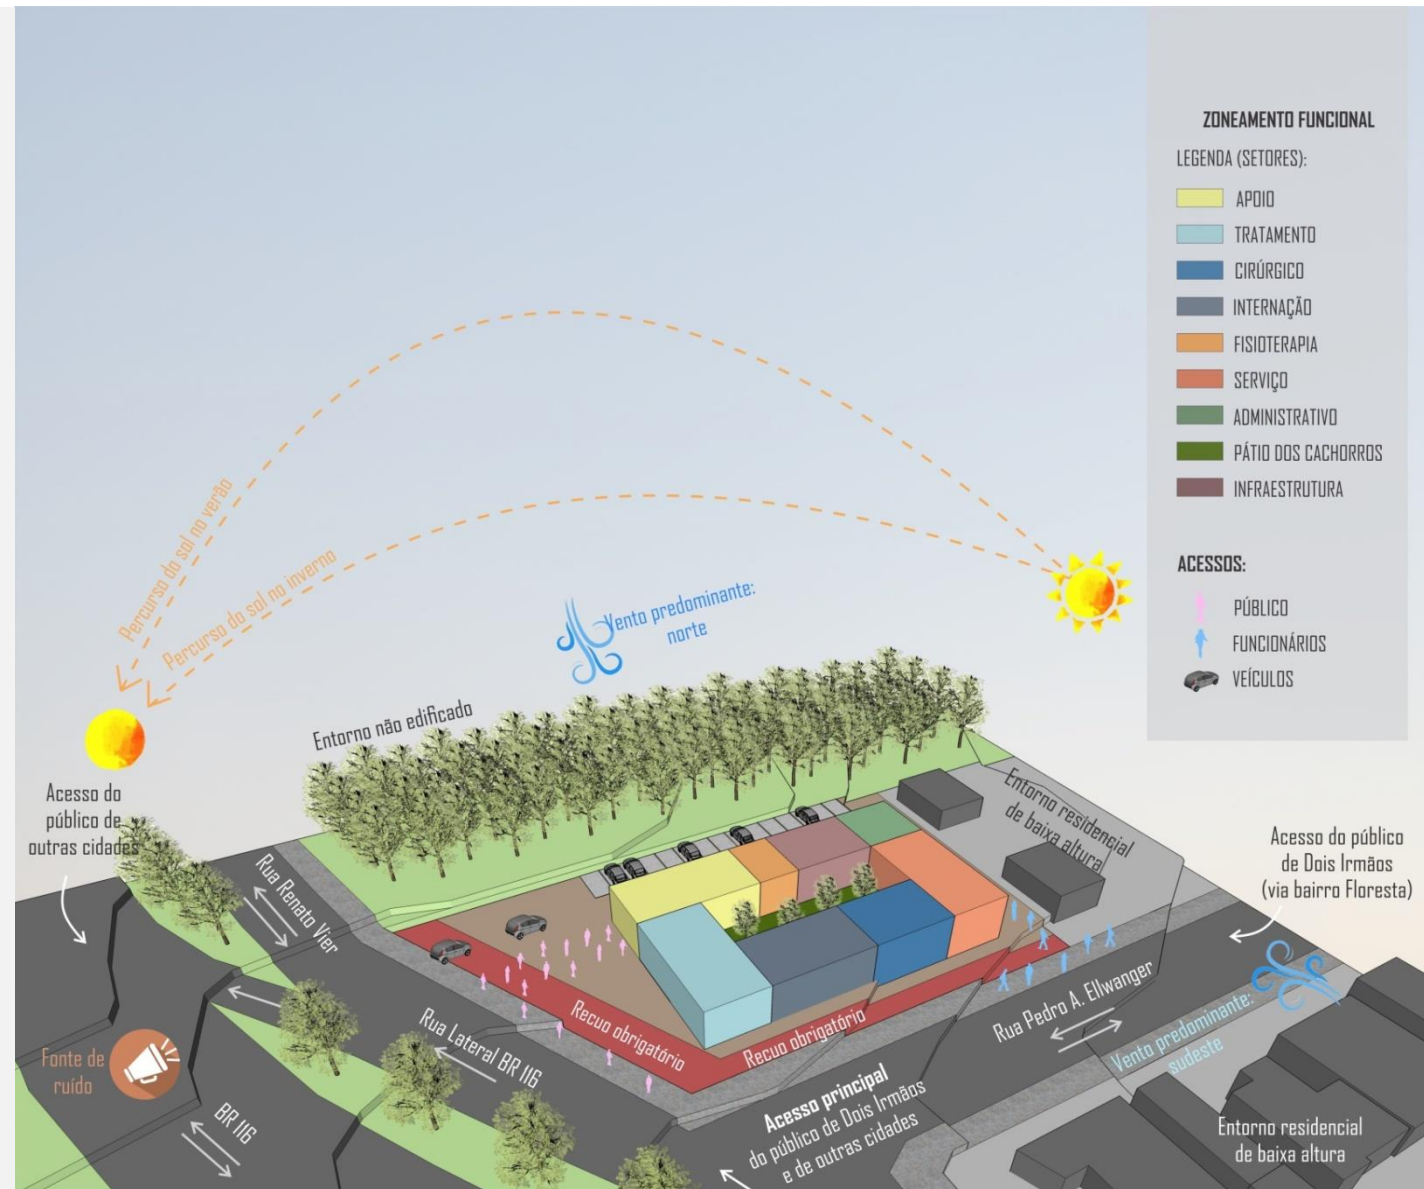 ZONEAMENTO FUNCIONAL
LEGENDA (SETORES):
APOIO
TRATAMENTO
CIRÚRGICO
INTERNAÇÃO
FISIOTERAPIA
SERVIÇO
ADMINISTRATIVO
PÁTIO DOS CACHORROS
INFRAESTRUTURA
ACESSOS:
PÚBLICO
FUNCIONÁRIOS
VEÍCULOS
Percurso do sol no verão
Percurso do sol no inverno
Vento predominante:
norte
Entorno não edificado
Acesso do
público de
outras cidades
Rua Renato Vier
Entorno residencial
de baixa altura
Acesso do público
de Dois Irmãos
(via bairro Floresta)
Fonte de
ruído
BR 116
Rua Lateral BR 116
Recuo obrigatório
Recuo obrigatório
Rua Pedro A. Ellwanger
Vento predominante:
sudeste
Acesso principal
do público de Dois Irmãos
e de outras cidades
Entorno residencial
de baixa altura